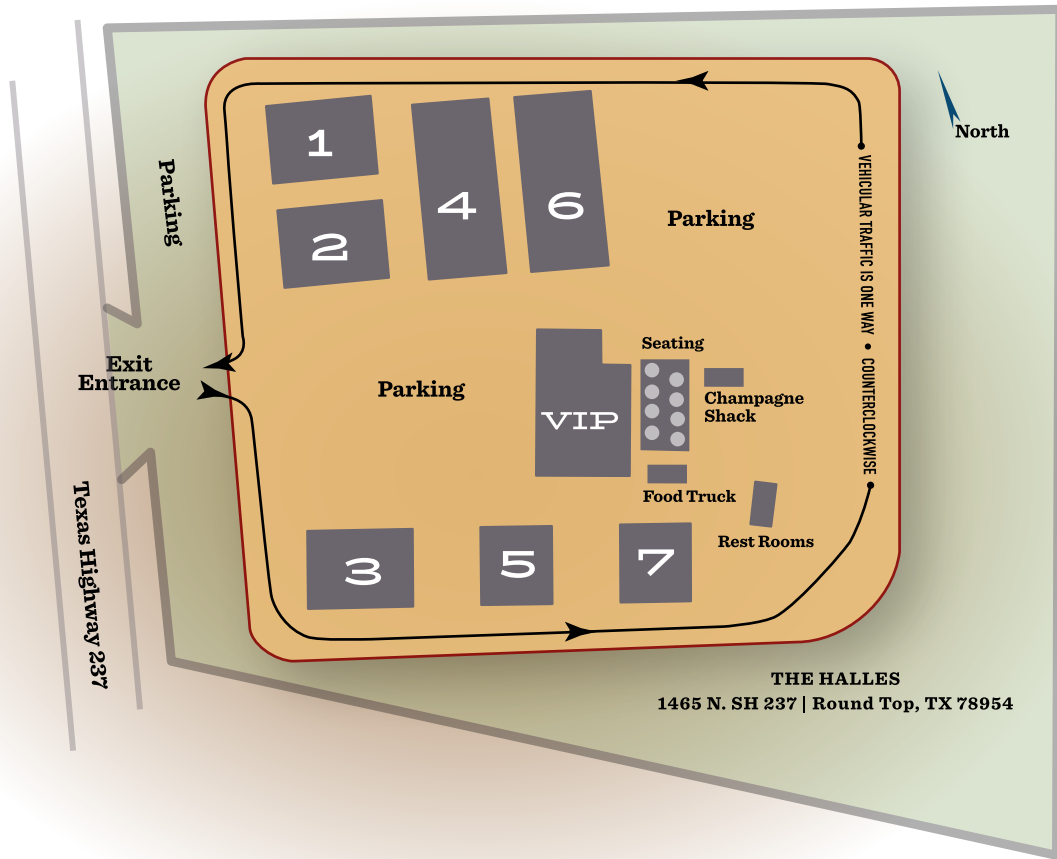 North
1
Parking
4
6
Parking
2
VEHICULAR TRAFFIC IS ONE WAY • COUNTERCLOCKWISE
Seating
Exit
Entrance
Parking
Champagne
Shack
VIP
Food Truck
Rest Rooms
Texas Highway 237
3
5
7
THE HALLES
1465 N. SH 237 | Round Top, TX 78954